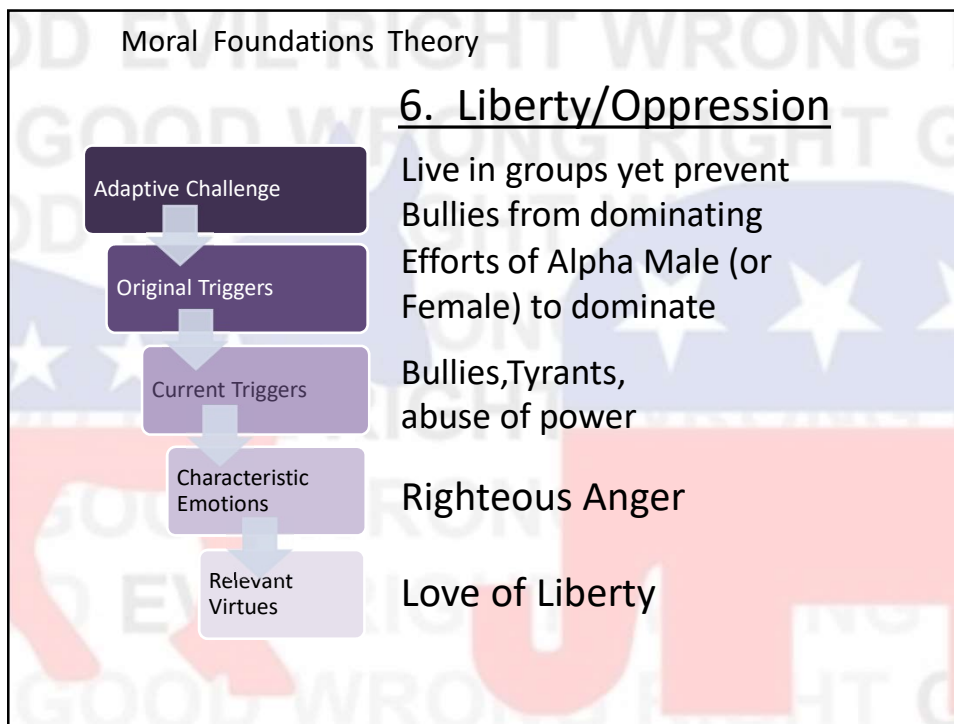 Moral Foundations Theory
6. Liberty/Oppression
Adaptive Challenge
Live in groups yet prevent
Bullies from dominating
Original Triggers
Efforts of Alpha Male (or
Female) to dominate
Current Triggers
Bullies,Tyrants,
abuse of power
Characteristic
Emotions
Righteous Anger
Relevant
Virtues
Love of Liberty